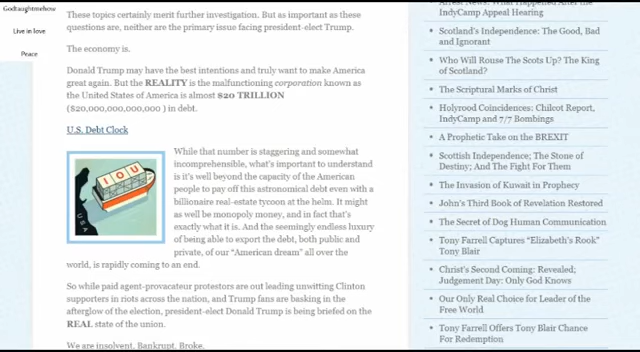 Godtaughtmehow
Live in love
Peace
These topics certainly merit further investigation. But as important as these
questions are, neither are the primary issue facing president-elect Trump.
The economy is.
Donald Trump may have the best intentions and truly want to make America
great again. But the REALITY is the malfunctioning corporation known as
the United States of America is almost $20 TRILLION
($20,000,000,000,000 ) in debt.
U.S. Debt Clock
IOU
USA
While that number is staggering and somewhat
incomprehensible, what's important to understand
is it's well beyond the capacity of the American
people to pay off this astronomical debt even with a
billionaire real-estate tycoon at the helm. It might
as well be monopoly money, and in fact that's
exactly what it is. And the seemingly endless luxury
of being able to export the debt, both public and
private, of our "American dream" all over the
world, is rapidly coming to an end.
So while paid agent-provocateur protestors are out leading unwitting Clinton
supporters in riots across the nation, and Trump fans are basking in the
afterglow of the election, president-elect Donald Trump is being briefed on the
REAL state of the union.
We are insolvent. Bankrupt. Broke.
Arrest News: What Happened After the
IndyCamp Appeal Hearing
Scotland's Independence: The Good, Bad
and Ignorant
Who Will Rouse The Scots Up? The King
of Scotland?
The Scriptural Marks of Christ
Holyrood Coincidences: Chilcot Report,
IndyCamp and 7/7 Bombings
A Prophetic Take on the BREXIT
Scottish Independence; The Stone of
Destiny; And The Fight For Them
The Invasion of Kuwait in Prophecy
John's Third Book of Revelation Restored
The Secret of Dog Human Communication
Tony Farrell Captures "Elizabeth's Rook"
Tony Blair
Christ's Second Coming: Revealed;
Judgement Day: Only God Knows
Our Only Real Choice for Leader of the
Free World
Tony Farrell Offers Tony Blair Chance
For Redemption